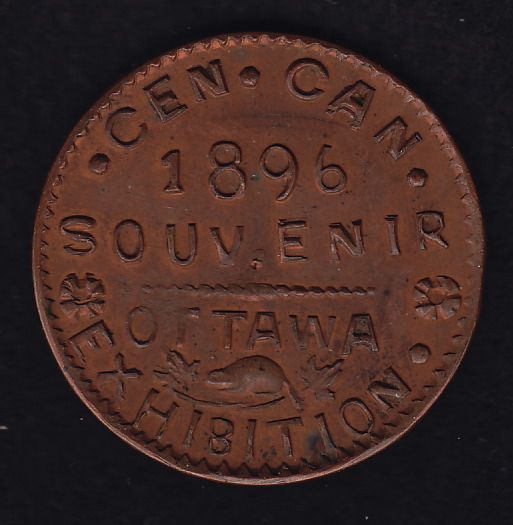 • CEN • CAN •
1896
SOUV,ENIR
OTTAWA
EXHIBITION •